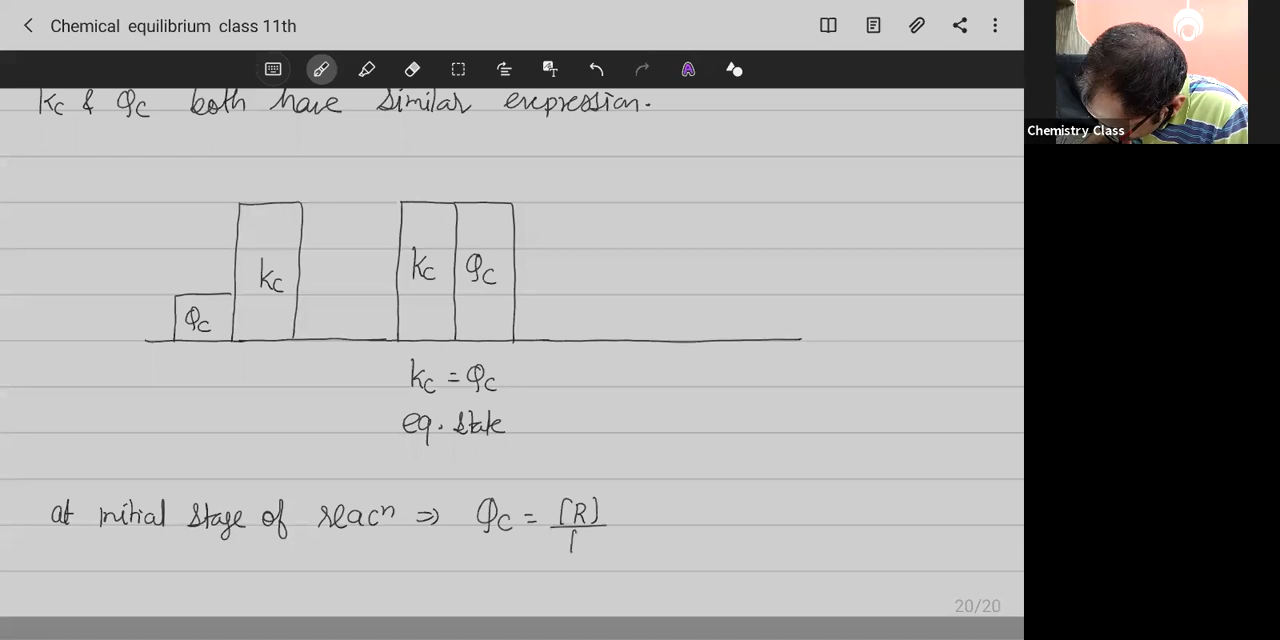 Chemical equilibrium class 11th
Kc & Qc both have similar expression.
Chemistry Class
Qc
Kc
Kc
Qc
Kc = Qc
eq. state
at initial stage of reacⁿ ⇒ Qc = [R]
[
20/20